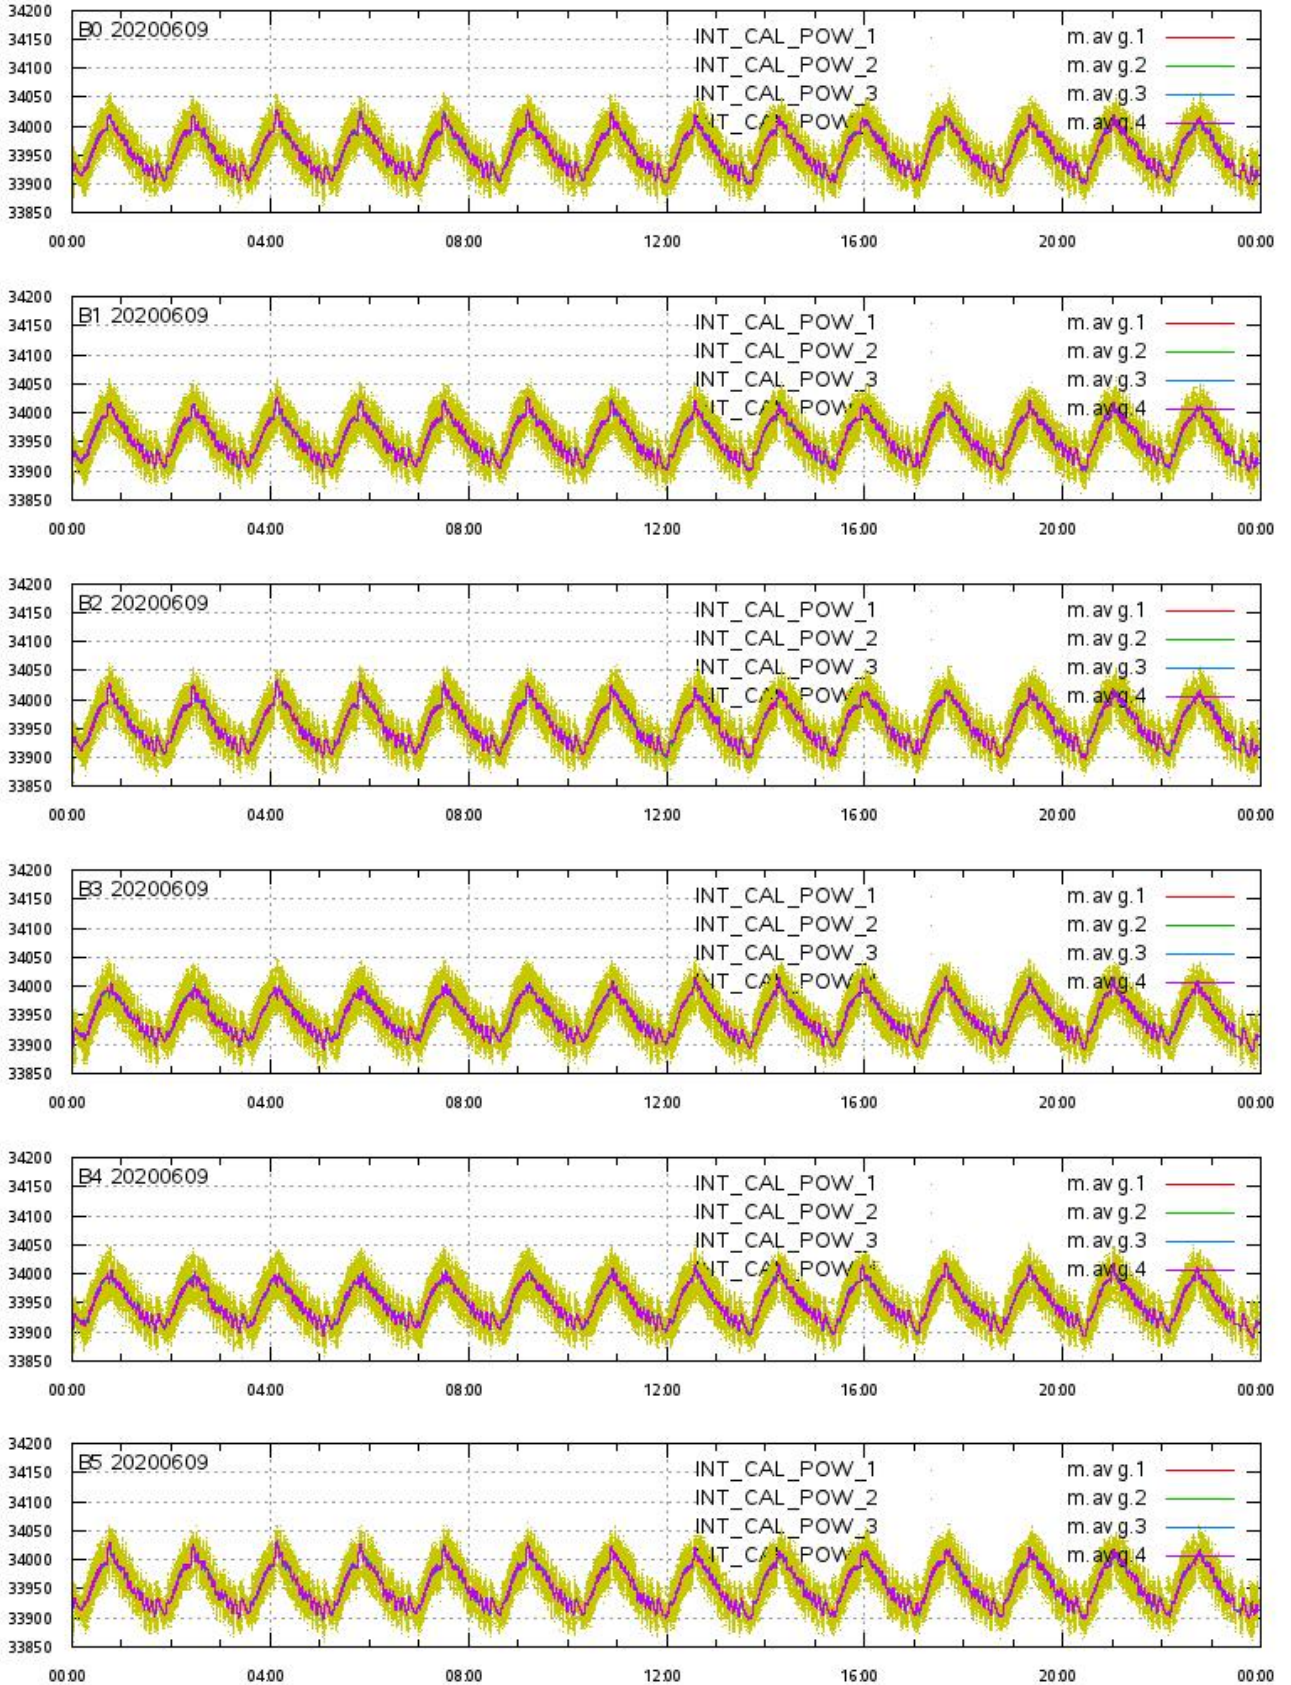 34200
B0 20200609 INT_CAL_POW_1 m.avg.1
34150
34100 INT_CAL_POW_2 m.avg.2
34050 INT_CAL_POW_3 m.avg.3
34000 m.avg.4
33950
33900
33850
00:00 04:00 08:00 12:00 16:00 20:00 00:00
34200
B1 20200609 INT_CAL_POW_1 m.avg.1
34150
34100 INT_CAL_POW_2 m.avg.2
34050 INT_CAL_POW_3 m.avg.3
34000 m.avg.4
33950
33900
33850
00:00 04:00 08:00 12:00 16:00 20:00 00:00
34200
B2 20200609 INT_CAL_POW_1 m.avg.1
34150
34100 INT_CAL_POW_2 m.avg.2
34050 INT_CAL_POW_3 m.avg.3
34000 m.avg.4
33950
33900
33850
00:00 04:00 08:00 12:00 16:00 20:00 00:00
34200
B3 20200609 INT_CAL_POW_1 m.avg.1
34150
34100 INT_CAL_POW_2 m.avg.2
34050 INT_CAL_POW_3 m.avg.3
34000 m.avg.4
33950
33900
33850
00:00 04:00 08:00 12:00 16:00 20:00 00:00
34200
B4 20200609 INT_CAL_POW_1 m.avg.1
34150
34100 INT_CAL_POW_2 m.avg.2
34050 INT_CAL_POW_3 m.avg.3
34000 m.avg.4
33950
33900
33850
00:00 04:00 08:00 12:00 16:00 20:00 00:00
34200
B5 20200609 INT_CAL_POW_1 m.avg.1
34150
34100 INT_CAL_POW_2 m.avg.2
34050 INT_CAL_POW_3 m.avg.3
34000 m.avg.4
33950
33900
33850
00:00 04:00 08:00 12:00 16:00 20:00 00:00